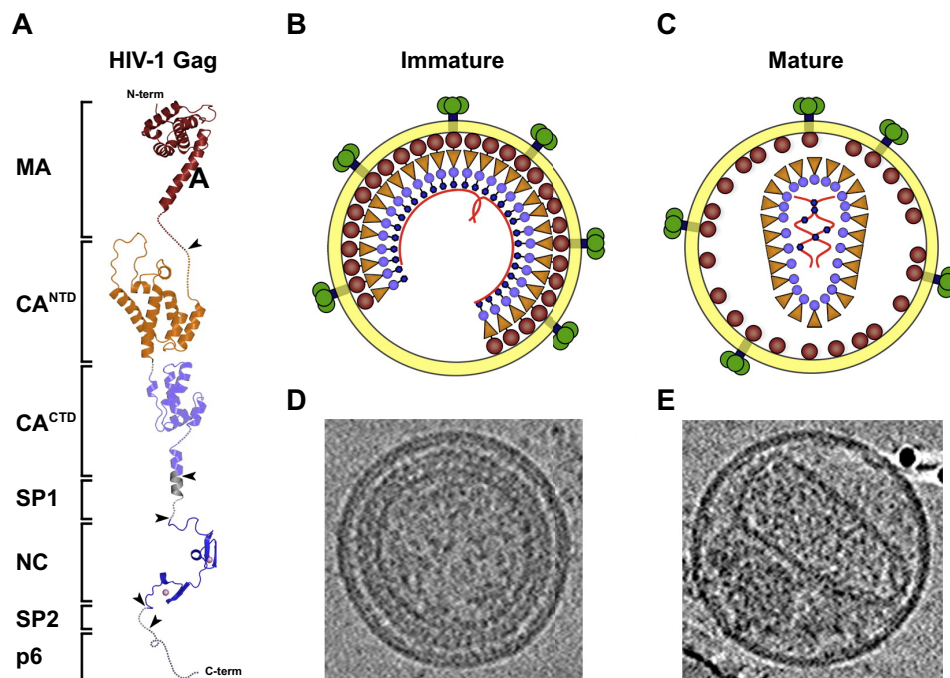 A
HIV-1 Gag
N-term
MA
A
CA^NTD
CA^CTD
SP1
NC
SP2
p6
C-term
B
Immature
C
Mature
D
E